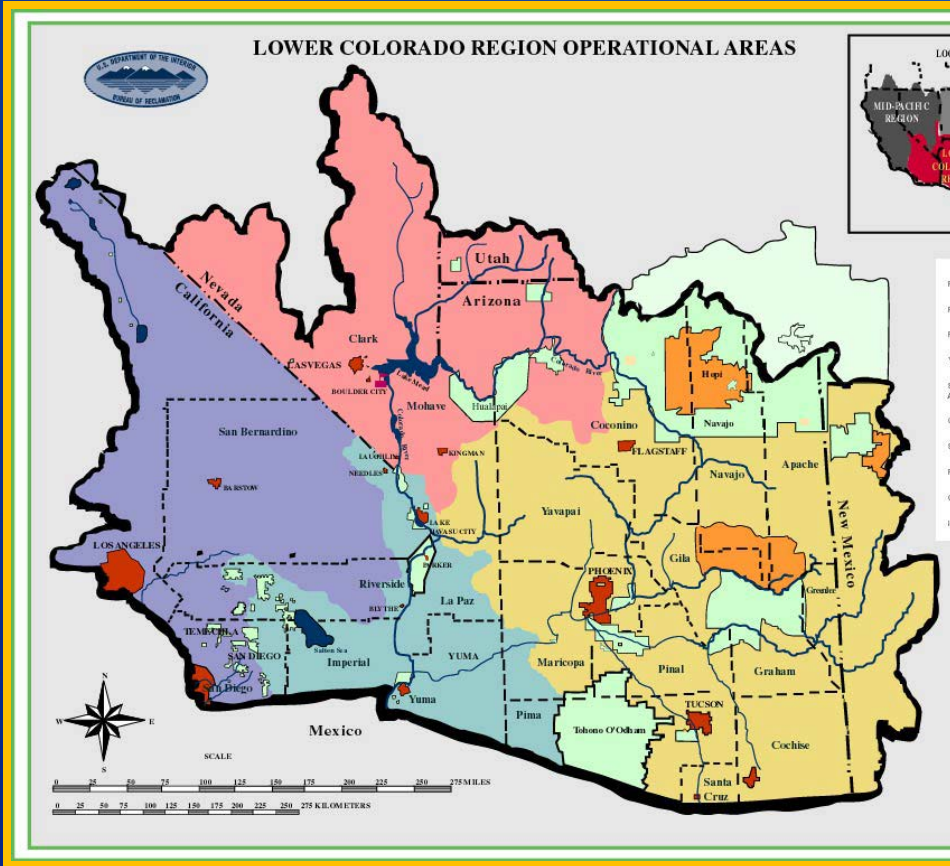 LOWER COLORADO REGION OPERATIONAL AREAS
U.S. DEPARTMENT OF THE INTERIOR
BUREAU OF RECLAMATION
MID-PACIFIC
REGION
Utah
Arizona
Nevada
California
Clark
LASVEGAS
BOULDER CITY
Lake Mead
Colorado River
Mohave
Hualapai
Hopi
Navajo
Coconino
San Bernardino
Colorado River
LAUGHLIN
NEEDLES
KINGMAN
FLAGSTAFF
Navajo
Apache
BARSTOW
LAKE
HAVASU CITY
Yavapai
New Mexico
LOS ANGELES
PARKER
Gila
PHOENIX
Riverside
BLYTHE
La Paz
Greenlee
TEMECULA
SAN DIEGO
Salton Sea
Imperial
YUMA
Maricopa
Pinal
Graham
San Diego
Yuma
Pima
TUCSON
Tohono O'Odham
Cochise
Mexico
Santa
Cruz
N
W
E
S
SCALE
0 25 50 100 125 150 200 225 250 275 MILES
0 25 50 75 100 125 150 175 200 225 250 275 KILOMETERS